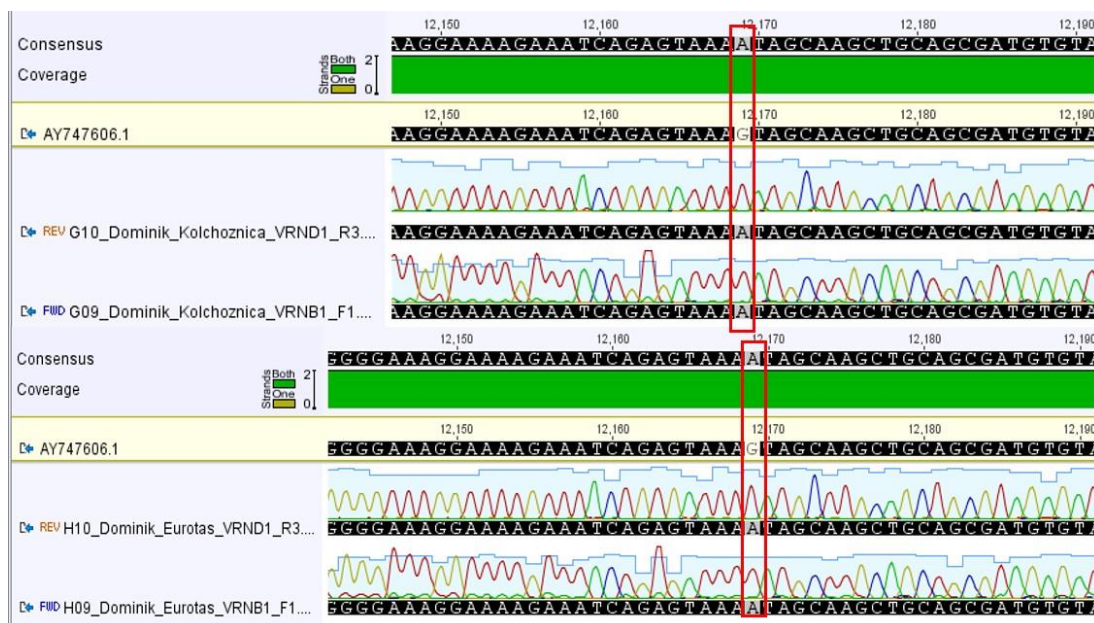 12,150 12,160 12,170 12,180 12,190
Consensus AAGGAAAAGAAATCAGAGTAAAATAGCAAGCTGCAGCGATGTGTA
Coverage Strands Both One 2 0
12,150 12,160 12,170 12,180 12,190
AY747606.1 AAGGAAAAGAAATCAGAGTAAAGTAGCAAGCTGCAGCGATGTGTA
REV G10_Dominik_Kolchoznica_VRND1_R3.... AAGGAAAAGAAATCAGAGTAAAATAGCAAGCTGCAGCGATGTGTA
FWD G09_Dominik_Kolchoznica_VRNB1_F1.... AAGGAAAAGAAATCAGAGTAAAATAGCAAGCTGCAGCGATGTGTA
12,150 12,160 12,170 12,180 12,190
Consensus GGGGAAAGGAAAAGAAATCAGAGTAAAATAGCAAGCTGCAGCGATGTGTA
Coverage Strands Both One 2 0
12,150 12,160 12,170 12,180 12,190
AY747606.1 GGGGAAAGGAAAAGAAATCAGAGTAAAGTAGCAAGCTGCAGCGATGTGTA
REV H10_Dominik_Eurotas_VRND1_R3.... GGGGAAAGGAAAAGAAATCAGAGTAAAATAGCAAGCTGCAGCGATGTGTA
FWD H09_Dominik_Eurotas_VRNB1_F1.... GGGGAAAGGAAAAGAAATCAGAGTAAAATAGCAAGCTGCAGCGATGTGTA